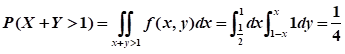 P(X+Y>1) = ∬_{x+y>1} f(x,y)dx = ∫_{1/2}^{1} dx ∫_{1-x}^{x} 1dy = 1/4